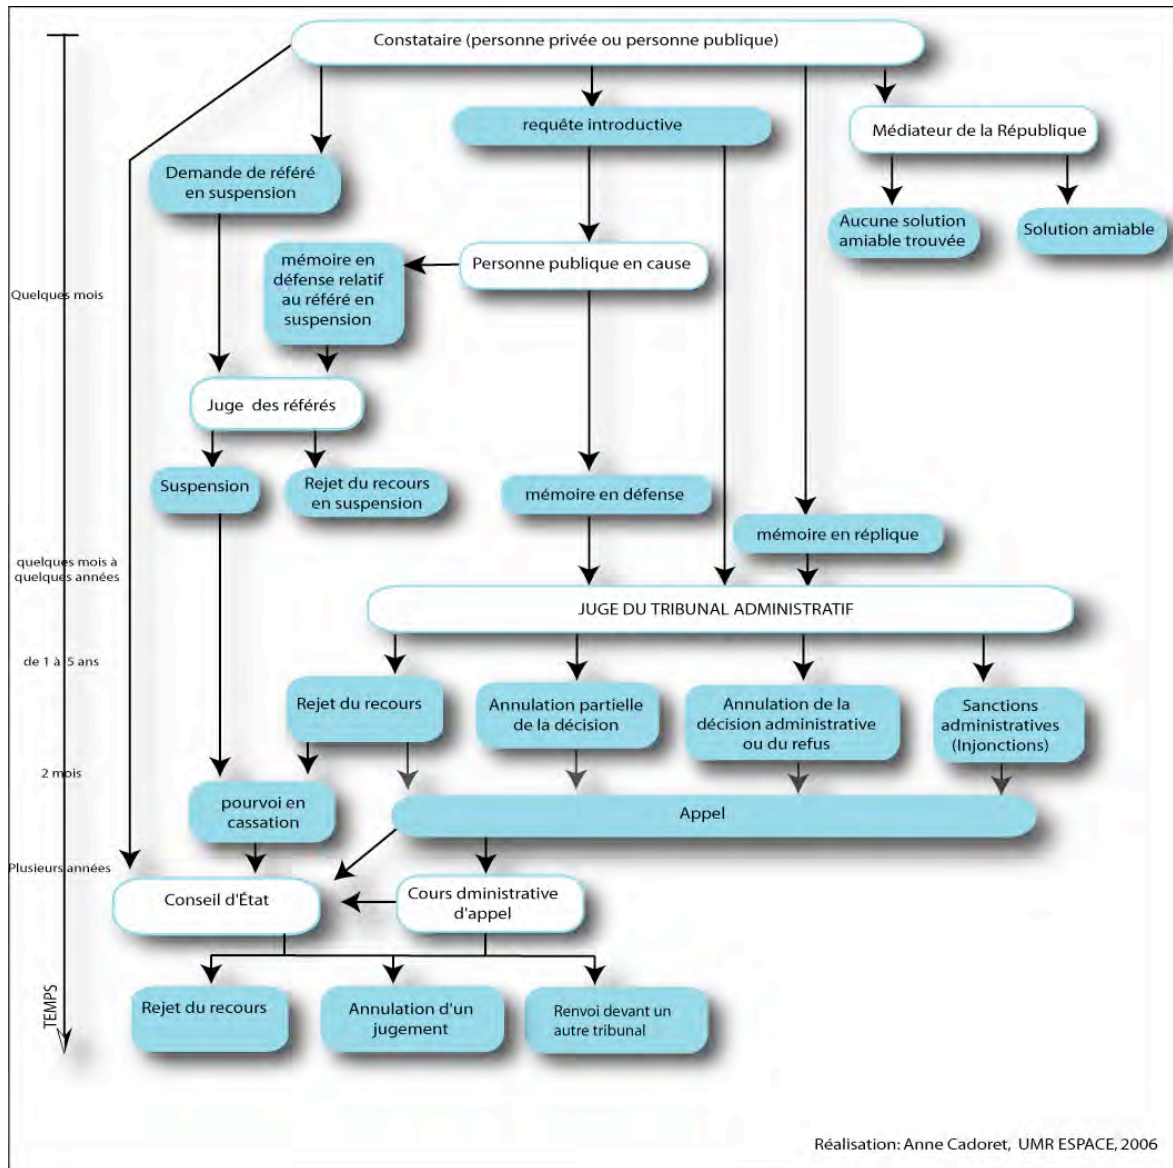 Constataire (personne privée ou personne publique)
requête introductive
Médiateur de la République
Demande de référé
en suspension
Aucune solution
amiable trouvée
Solution amiable
mémoire en
défense relatif
au référé en
suspension
Personne publique en cause
Quelques mois
Juge des référés
Suspension
Rejet du recours
en suspension
mémoire en défense
mémoire en réplique
quelques mois à
quelques années
JUGE DU TRIBUNAL ADMINISTRATIF
de 1 à 5 ans
Rejet du recours
Annulation partielle
de la décision
Annulation de la
décision administrative
ou du refus
Sanctions
administratives
(Injonctions)
2 mois
pourvoi en
cassation
Appel
Plusieurs années
Conseil d'État
Cours dministrative
d'appel
TEMPS
Rejet du recours
Annulation d'un
jugement
Renvoi devant un
autre tribunal
Réalisation: Anne Cadoret, UMR ESPACE, 2006